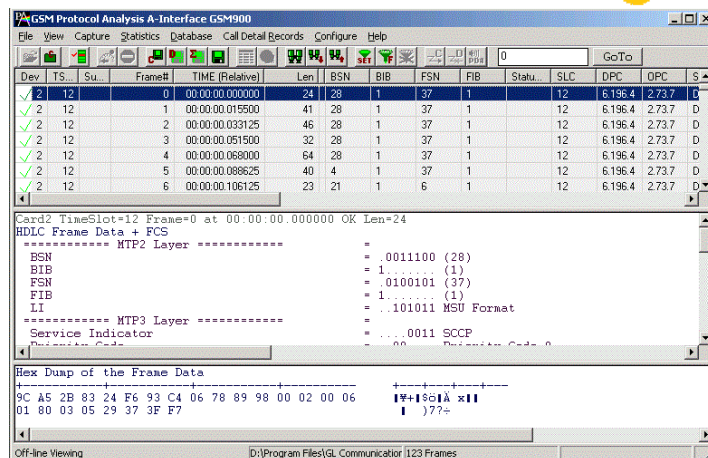 GSM Protocol Analysis A-Interface GSM900
File View Capture Statistics Database Call Detail Records Configure Help
0 GoTo
Dev TS... Su... Frame# TIME (Relative) Len BSN BIB FSN FIB Statu... SLC DPC OPC S
2 12 0 00:00:00.000000 24 28 1 37 1 12 6.196.4 2.73.7 D
2 12 1 00:00:00.015500 41 28 1 37 1 12 6.196.4 2.73.7 D
2 12 2 00:00:00.033125 46 28 1 37 1 12 6.196.4 2.73.7 D
2 12 3 00:00:00.051500 32 28 1 37 1 12 6.196.4 2.73.7 D
2 12 4 00:00:00.068000 64 28 1 37 1 12 6.196.4 2.73.7 D
2 12 5 00:00:00.088625 40 4 1 37 1 12 6.196.4 2.73.7 D
2 12 6 00:00:00.106125 23 21 1 6 1 12 6.196.4 2.73.7 D
Card2 TimeSlot=12 Frame=0 at 00:00:00.000000 OK Len=24
HDLC Frame Data + FCS
============ MTP2 Layer ============ =
BSN = .0011100 (28)
BIB = 1....... (1)
FSN = .0100101 (37)
FIB = 1....... (1)
LI = ..101011 MSU Format
============ MTP3 Layer ============ =
Service Indicator = ....0011 SCCP
Hex Dump of the Frame Data
9C A5 2B 83 24 F6 93 C4 06 78 89 98 00 02 00 06
01 80 03 05 29 37 3F F7 )7?÷
Off-line Viewing D:\Program Files\GL Communication 123 Frames